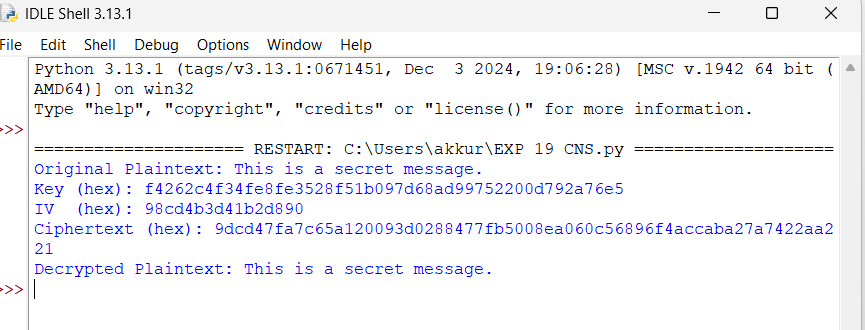 IDLE Shell 3.13.1
File Edit Shell Debug Options Window Help
Python 3.13.1 (tags/v3.13.1:0671451, Dec  3 2024, 19:06:28) [MSC v.1942 64 bit (
AMD64)] on win32
Type "help", "copyright", "credits" or "license()" for more information.
>>>
===================== RESTART: C:\Users\akkur\EXP 19 CNS.py ====================
Original Plaintext: This is a secret message.
Key (hex): f4262c4f34fe8fe3528f51b097d68ad99752200d792a76e5
IV  (hex): 98cd4b3d41b2d890
Ciphertext (hex): 9dcd47fa7c65a120093d0288477fb5008ea060c56896f4accaba27a7422aa2
21
Decrypted Plaintext: This is a secret message.
>>>